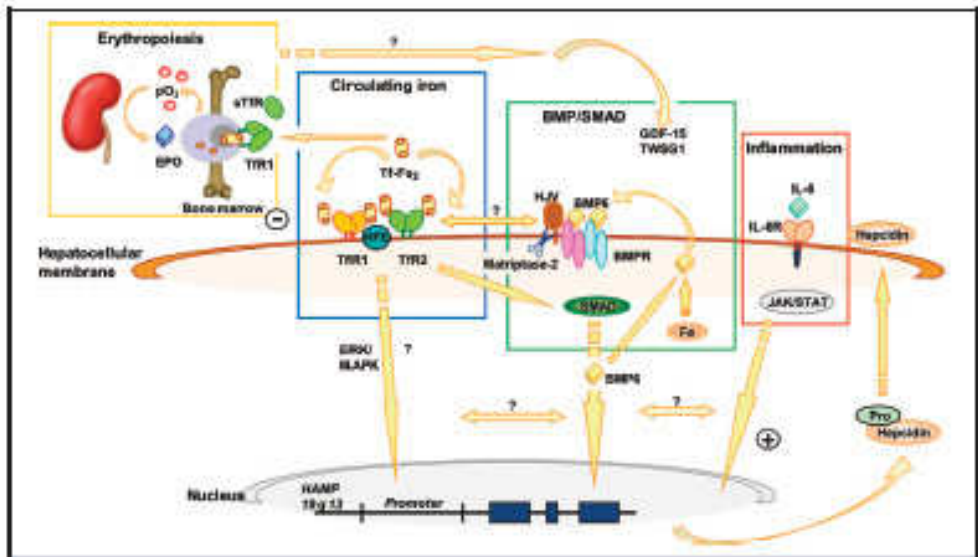 Erythropoiesis
?
pO2
sTfR
EPO
TfR1
Bone marrow
−
Circulating iron
Tf-Fe2
HFE
TfR1
TfR2
?
BMP/SMAD
GDF-15
TWSG1
HJV
BMP6
Matriptase-2
BMPR
SMAD
Fe
Inflammation
IL-6
IL-6R
JAK/STAT
Hepcidin
Hepatocellular
membrane
ERK/
MAPK
?
BMP6
?
?
+
Pro
Hepcidin
Nucleus
HAMP
Promoter